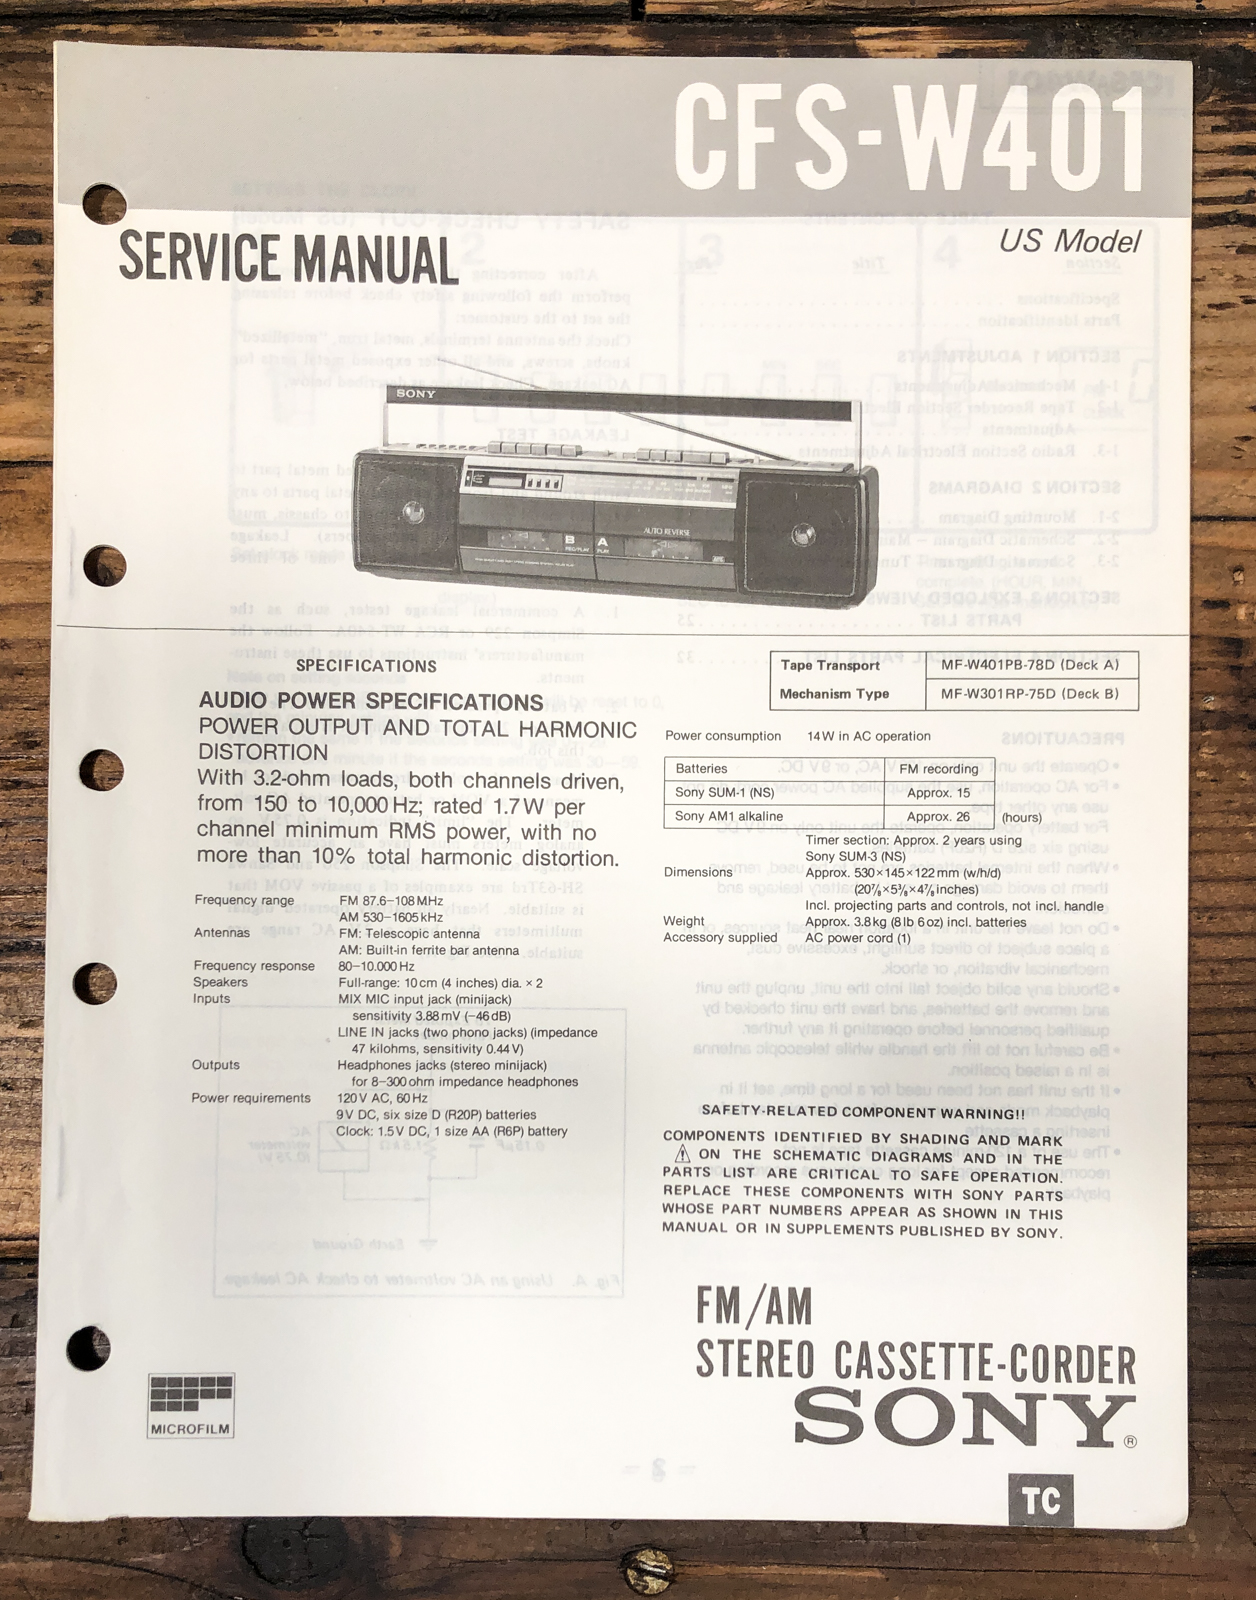 CFS-W401
US Model
SERVICE MANUAL
SONY
AUTO REVERSE
B A
REC/PLAY PLAY
SPECIFICATIONS
AUDIO POWER SPECIFICATIONS
POWER OUTPUT AND TOTAL HARMONIC
DISTORTION
With 3.2-ohm loads, both channels driven,
from 150 to 10,000 Hz; rated 1.7 W per
channel minimum RMS power, with no
more than 10% total harmonic distortion.
Frequency range FM 87.6–108 MHz
AM 530–1605 kHz
Antennas FM: Telescopic antenna
AM: Built-in ferrite bar antenna
Frequency response 80–10.000 Hz
Speakers Full-range: 10 cm (4 inches) dia. × 2
Inputs MIX MIC input jack (minijack)
sensitivity 3.88 mV (−46 dB)
LINE IN jacks (two phono jacks) (impedance
47 kilohms, sensitivity 0.44 V)
Outputs Headphones jacks (stereo minijack)
for 8–300 ohm impedance headphones
Power requirements 120 V AC, 60 Hz
9V DC, six size D (R20P) batteries
Clock: 1.5 V DC, 1 size AA (R6P) battery
Tape Transport MF-W401PB-78D (Deck A)
Mechanism Type MF-W301RP-75D (Deck B)
Power consumption 14 W in AC operation
Batteries FM recording
Sony SUM-1 (NS) Approx. 15
Sony AM1 alkaline Approx. 26 (hours)
Timer section: Approx. 2 years using
Sony SUM-3 (NS)
Dimensions Approx. 530 × 145 × 122 mm (w/h/d)
(20⅞ × 5¾ × 4⅞ inches)
Incl. projecting parts and controls, not incl. handle
Weight Approx. 3.8 kg (8 lb 6 oz) incl. batteries
Accessory supplied AC power cord (1)
SAFETY-RELATED COMPONENT WARNING!!
COMPONENTS IDENTIFIED BY SHADING AND MARK
⚠ ON THE SCHEMATIC DIAGRAMS AND IN THE
PARTS LIST ARE CRITICAL TO SAFE OPERATION.
REPLACE THESE COMPONENTS WITH SONY PARTS
WHOSE PART NUMBERS APPEAR AS SHOWN IN THIS
MANUAL OR IN SUPPLEMENTS PUBLISHED BY SONY.
FM/AM
STEREO CASSETTE-CORDER
SONY®
MICROFILM
TC